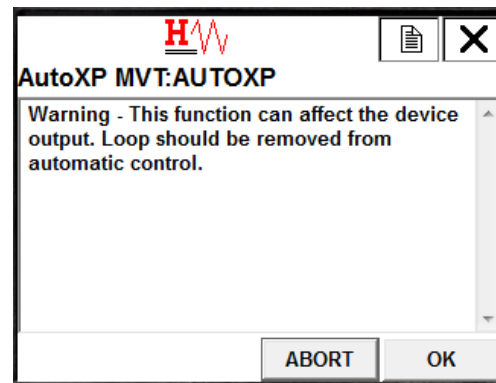 H
AutoXP MVT:AUTOXP
Warning - This function can affect the device
output. Loop should be removed from
automatic control.
ABORT OK